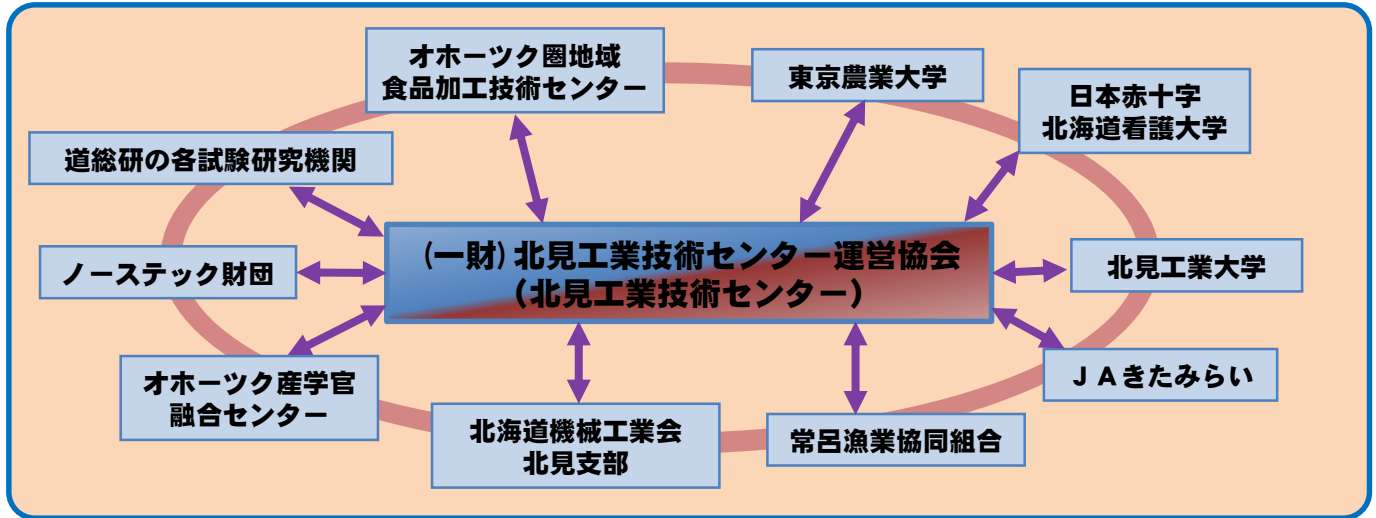 オホーツク圏地域
食品加工技術センター
東京農業大学
日本赤十字
北海道看護大学
道総研の各試験研究機関
(一財)北見工業技術センター運営協会
（北見工業技術センター）
ノーステック財団
北見工業大学
オホーツク産学官
融合センター
ＪＡきたみらい
北海道機械工業会
北見支部
常呂漁業協同組合